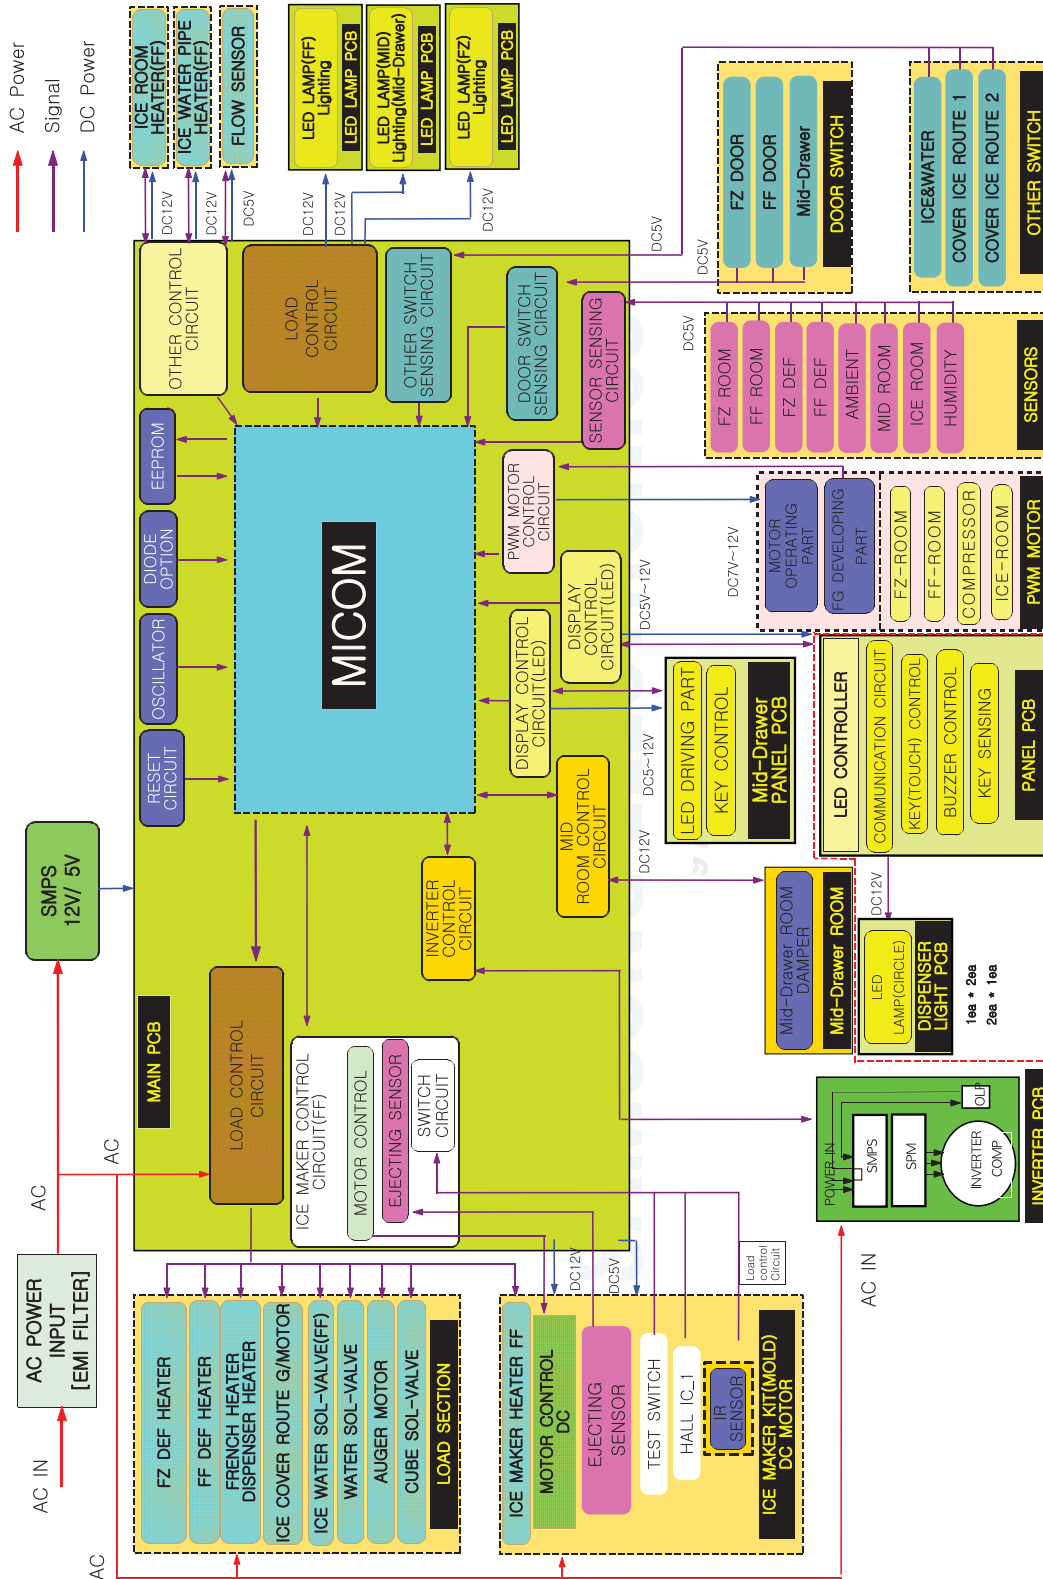 AC Power
Signal
DC Power
AC IN
AC POWER
INPUT
[EMI FILTER]
AC
AC
AC
SMPS
12V/ 5V
MAIN PCB
RESET
CIRCUIT
OSCILLATOR
DIODE
OPTION
EEPROM
OTHER CONTROL
CIRCUIT
LOAD
CONTROL
CIRCUIT
OTHER SWITCH
SENSING CIRCUIT
DOOR SWITCH
SENSING CIRCUIT
SENSOR SENSING
CIRCUIT
MICOM
PWM MOTOR
CONTROL
CIRCUIT
DISPLAY
CONTROL
CIRCUIT(LED)
DISPLAY CONTROL
CIRCUIT(LED)
MID
ROOM CONTROL
CIRCUIT
INVERTER
CONTROL
CIRCUIT
LOAD CONTROL
CIRCUIT
ICE MAKER CONTROL
CIRCUIT(FF)
MOTOR CONTROL
EJECTING SENSOR
SWITCH
CIRCUIT
ICE ROOM
HEATER(FF)
ICE WATER PIPE
HEATER(FF)
FLOW SENSOR
DC12V
DC12V
DC5V
LED LAMP(FF)
Lighting
LED LAMP PCB
LED LAMP(MID)
Lighting(Mid-Drawer)
LED LAMP PCB
LED LAMP(FZ)
Lighting
LED LAMP PCB
DC12V
DC12V
DC12V
DC5V
DC5V
FZ DOOR
FF DOOR
Mid-Drawer
DOOR SWITCH
ICE&WATER
COVER ICE ROUTE 1
COVER ICE ROUTE 2
OTHER SWITCH
DC5V
FZ ROOM
FF ROOM
FZ DEF
FF DEF
AMBIENT
MID ROOM
ICE ROOM
HUMIDITY
SENSORS
DC7V~12V
MOTOR
OPERATING
PART
FG DEVELOPING
PART
FZ-ROOM
FF-ROOM
COMPRESSOR
ICE-ROOM
PWM MOTOR
DC5V~12V
LED CONTROLLER
COMMUNICATION CIRCUIT
KEY(TOUCH) CONTROL
BUZZER CONTROL
KEY SENSING
PANEL PCB
DC5~12V
LED DRIVING PART
KEY CONTROL
Mid-Drawer
PANEL PCB
DC12V
Mid-Drawer ROOM
DAMPER
Mid-Drawer ROOM
DC12V
LED
LAMP(CIRCLE)
DISPENSER
LIGHT PCB
1ea * 2ea
2ea * 1ea
POWER IN
SMPS
SPM
OLP
INVERTER
COMP
INVERTER PCB
AC IN
FZ DEF HEATER
FF DEF HEATER
FRENCH HEATER
DISPENSER HEATER
ICE COVER ROUTE G/MOTOR
ICE WATER SOL-VALVE(FF)
WATER SOL-VALVE
AUGER MOTOR
CUBE SOL-VALVE
LOAD SECTION
ICE MAKER HEATER FF
MOTOR CONTROL
DC
EJECTING
SENSOR
TEST SWITCH
HALL IC_1
IR
SENSOR
ICE MAKER KIT(MOLD)
DC MOTOR
DC12V
DC5V
Load
control
Circuit